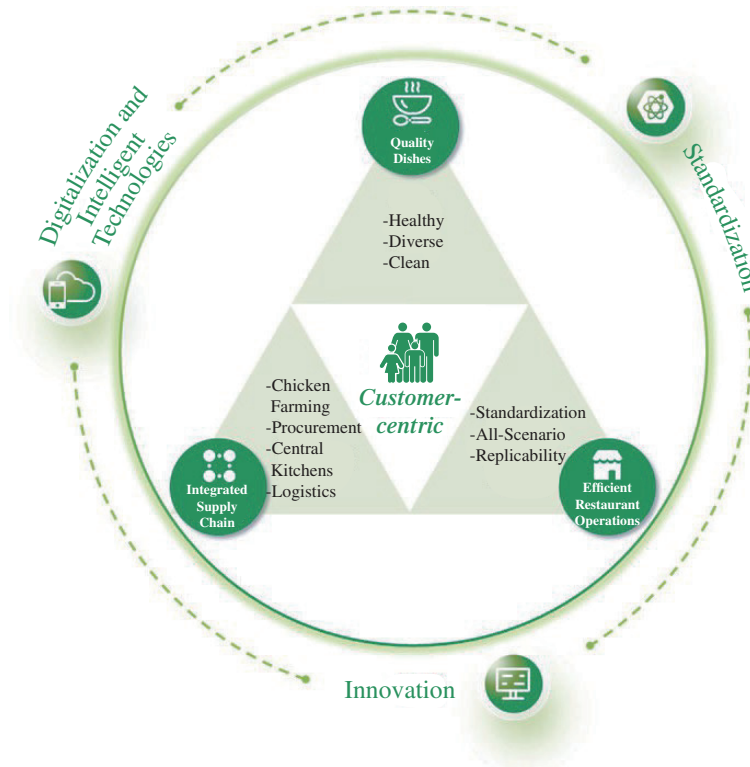 Digitalization and
Intelligent
Technologies
Standardization
Quality
Dishes
-Healthy
-Diverse
-Clean
Customer-
centric
-Chicken
Farming
-Procurement
-Central
Kitchens
-Logistics
Integrated
Supply
Chain
-Standardization
-All-Scenario
-Replicability
Efficient
Restaurant
Operations
Innovation